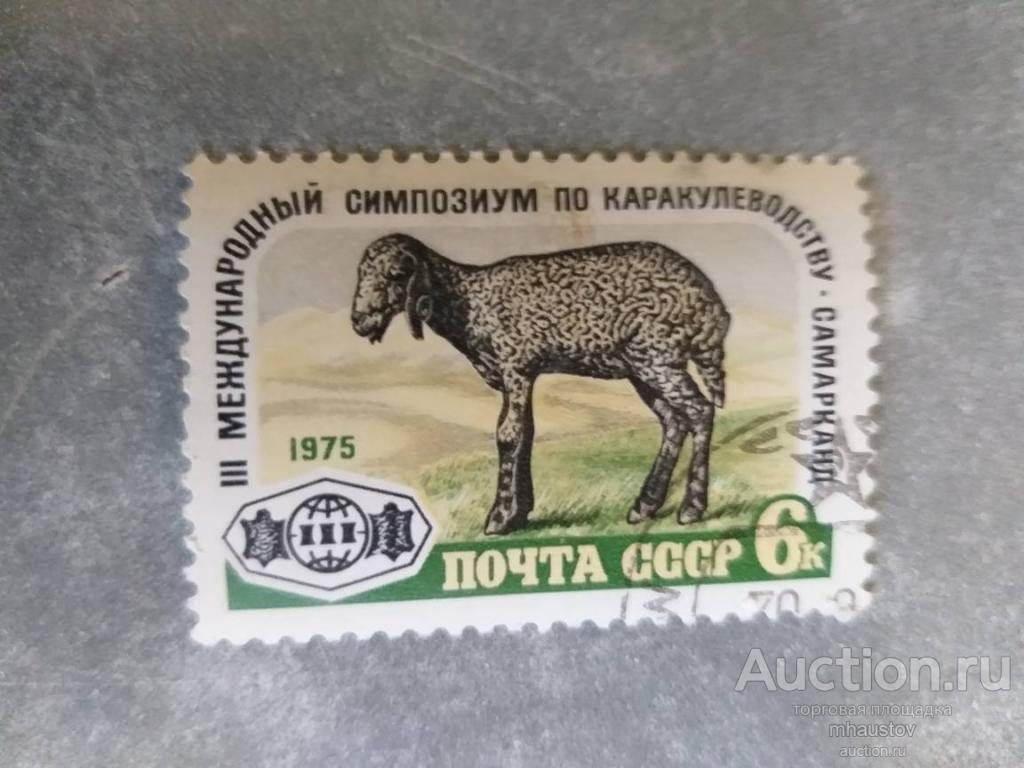 III МЕЖДУНАРОДНЫЙ СИМПОЗИУМ ПО КАРАКУЛЕВОДСТВУ · САМАРКАНД
1975
III
ПОЧТА СССР 6к
Auction.ru
торговая площадка
mhaustov
auction.ru